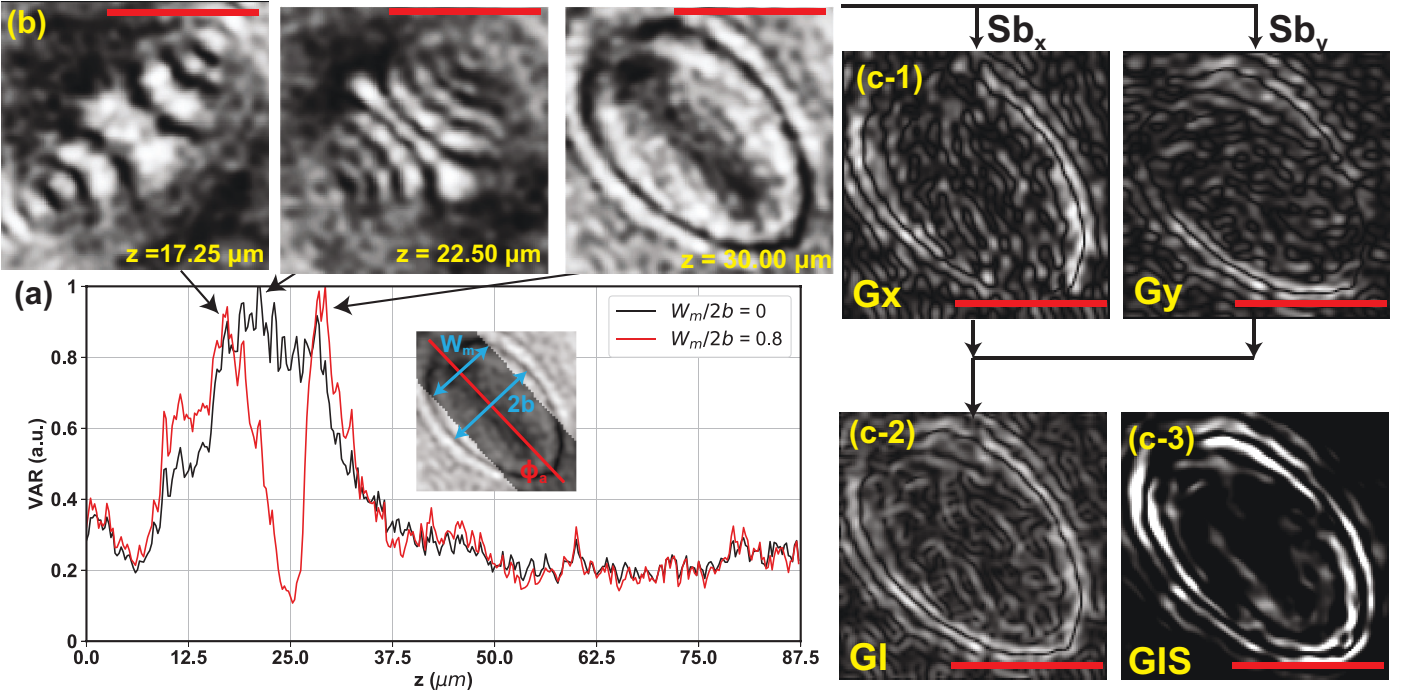 (b)
z =17.25 μm
z = 22.50 μm
z = 30.00 μm
Sbₓ
Sbᵧ
(c-1)
Gx
Gy
(a)
1
0.8
0.6
0.4
0.2
0
VAR (a.u.)
Wₘ/2b = 0
Wₘ/2b = 0.8
Wₘ
2b
ϕₐ
0.0
12.5
25.0
37.5
50.0
62.5
75.0
87.5
z (μm)
(c-2)
GI
(c-3)
GIS